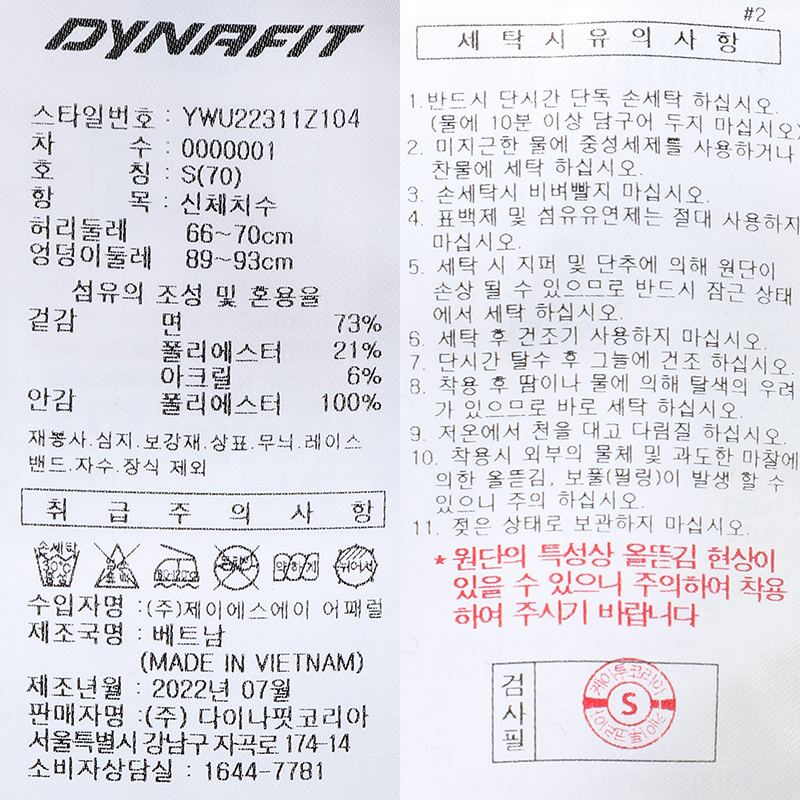 DYNAFIT
스타일번호 : YWU22311Z104
차 수 : 0000001
호 칭 : S(70)
항 목 : 신체치수
허리둘레 66~70cm
엉덩이둘레 89~93cm
섬유의 조성 및 혼용율
겉감 면 73%
폴리에스터 21%
아크릴 6%
안감 폴리에스터 100%
재봉사.심지.보강재.상표.무늬.레이스
밴드.자수.장식 제외
취 급 주 의 사 항
손세탁 30℃ 중성 약하게 뉘어서
수입자명 :(주)제이에스에이 어패럴
제조국명 : 베트남
(MADE IN VIETNAM)
제조년월 : 2022년 07월
판매자명 :(주) 다이나핏코리아
서울특별시 강남구 자곡로 174-14
소비자상담실 : 1644-7781
#2
세 탁 시 유 의 사 항
1.반드시 단시간 단독 손세탁 하십시오.
(물에 10분 이상 담구어 두지 마십시오)
2. 미지근한 물에 중성세제를 사용하거나
찬물에 세탁 하십시오.
3. 손세탁시 비벼빨지 마십시오.
4. 표백제 및 섬유유연제는 절대 사용하지
마십시오.
5. 세탁 시 지퍼 및 단추에 의해 원단이
손상 될 수 있으므로 반드시 잠근 상태
에서 세탁 하십시오.
6. 세탁 후 건조기 사용하지 마십시오.
7. 단시간 탈수 후 그늘에 건조 하십시오.
8. 착용 후 땀이나 물에 의해 탈색의 우려
가 있으므로 바로 세탁 하십시오.
9. 저온에서 천을 대고 다림질 하십시오.
10. 착용시 외부의 물체 및 과도한 마찰에
의한 올뜯김, 보풀(필링)이 발생 할 수
있으니 주의 하십시오.
11. 젖은 상태로 보관하지 마십시오.
* 원단의 특성상 올뜯김 현상이
있을 수 있으니 주의하여 착용
하여 주시기 바랍니다
검사필
케이투코리아
S
케이투코리아